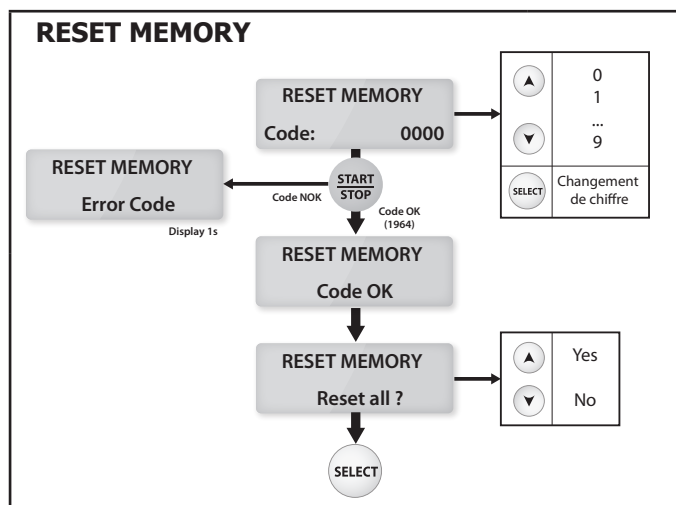 RESET MEMORY
RESET MEMORY
Code: 0000
0
1
...
9
SELECT
Changement
de chiffre
RESET MEMORY
Error Code
Display 1s
Code NOK
START
STOP
Code OK
(1964)
RESET MEMORY
Code OK
RESET MEMORY
Reset all ?
Yes
No
SELECT